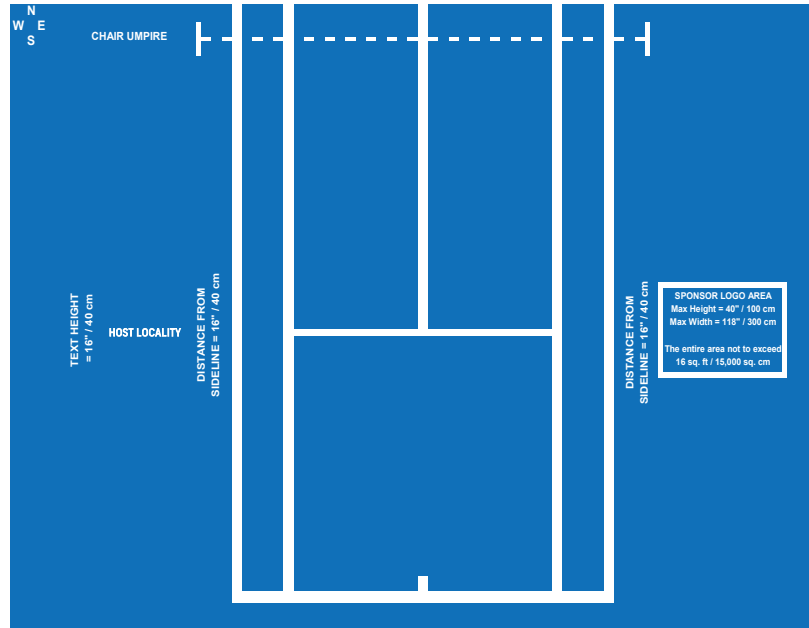 N
W E
S
CHAIR UMPIRE
TEXT HEIGHT
= 16" / 40 cm
HOST LOCALITY
DISTANCE FROM
SIDELINE = 16" / 40 cm
DISTANCE FROM
SIDELINE = 16" / 40 cm
SPONSOR LOGO AREA
Max Height = 40" / 100 cm
Max Width = 118" / 300 cm
The entire area not to exceed
16 sq. ft / 15,000 sq. cm